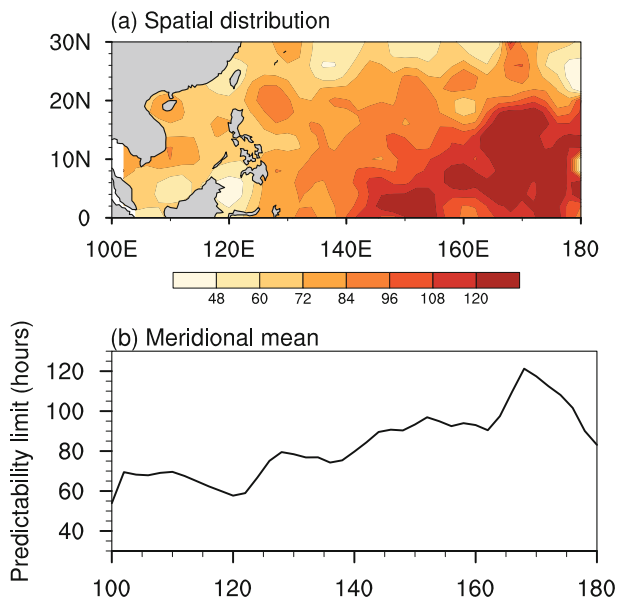 (a) Spatial distribution
30N
20N
10N
0
100E 120E 140E 160E 180
48 60 72 84 96 108 120
(b) Meridional mean
Predictability limit (hours)
120
100
80
60
40
100 120 140 160 180